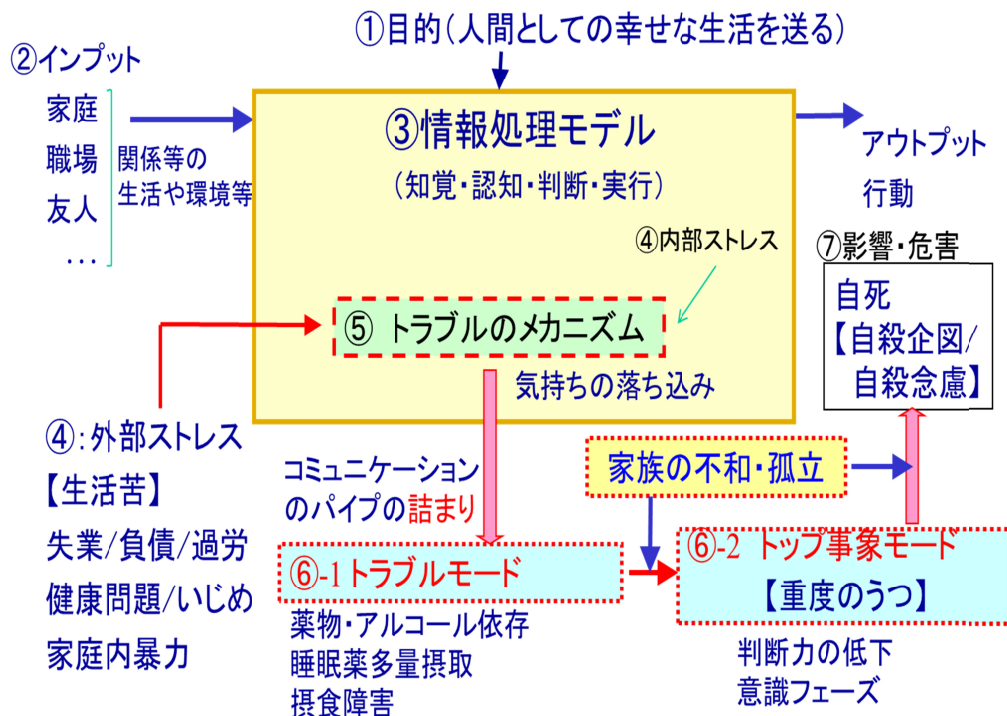 ①目的(人間としての幸せな生活を送る)
②インプット
家庭
職場
友人
…
関係等の
生活や環境等
③情報処理モデル
(知覚・認知・判断・実行)
アウトプット
行動
④内部ストレス
⑦影響・危害
自死
【自殺企図/
自殺念慮】
⑤ トラブルのメカニズム
気持ちの落ち込み
④:外部ストレス
【生活苦】
失業/負債/過労
健康問題/いじめ
家庭内暴力
コミュニケーション
のパイプの詰まり
家族の不和・孤立
⑥-1トラブルモード
薬物・アルコール依存
睡眠薬多量摂取
摂食障害
⑥-2 トップ事象モード
【重度のうつ】
判断力の低下
意識フェーズ